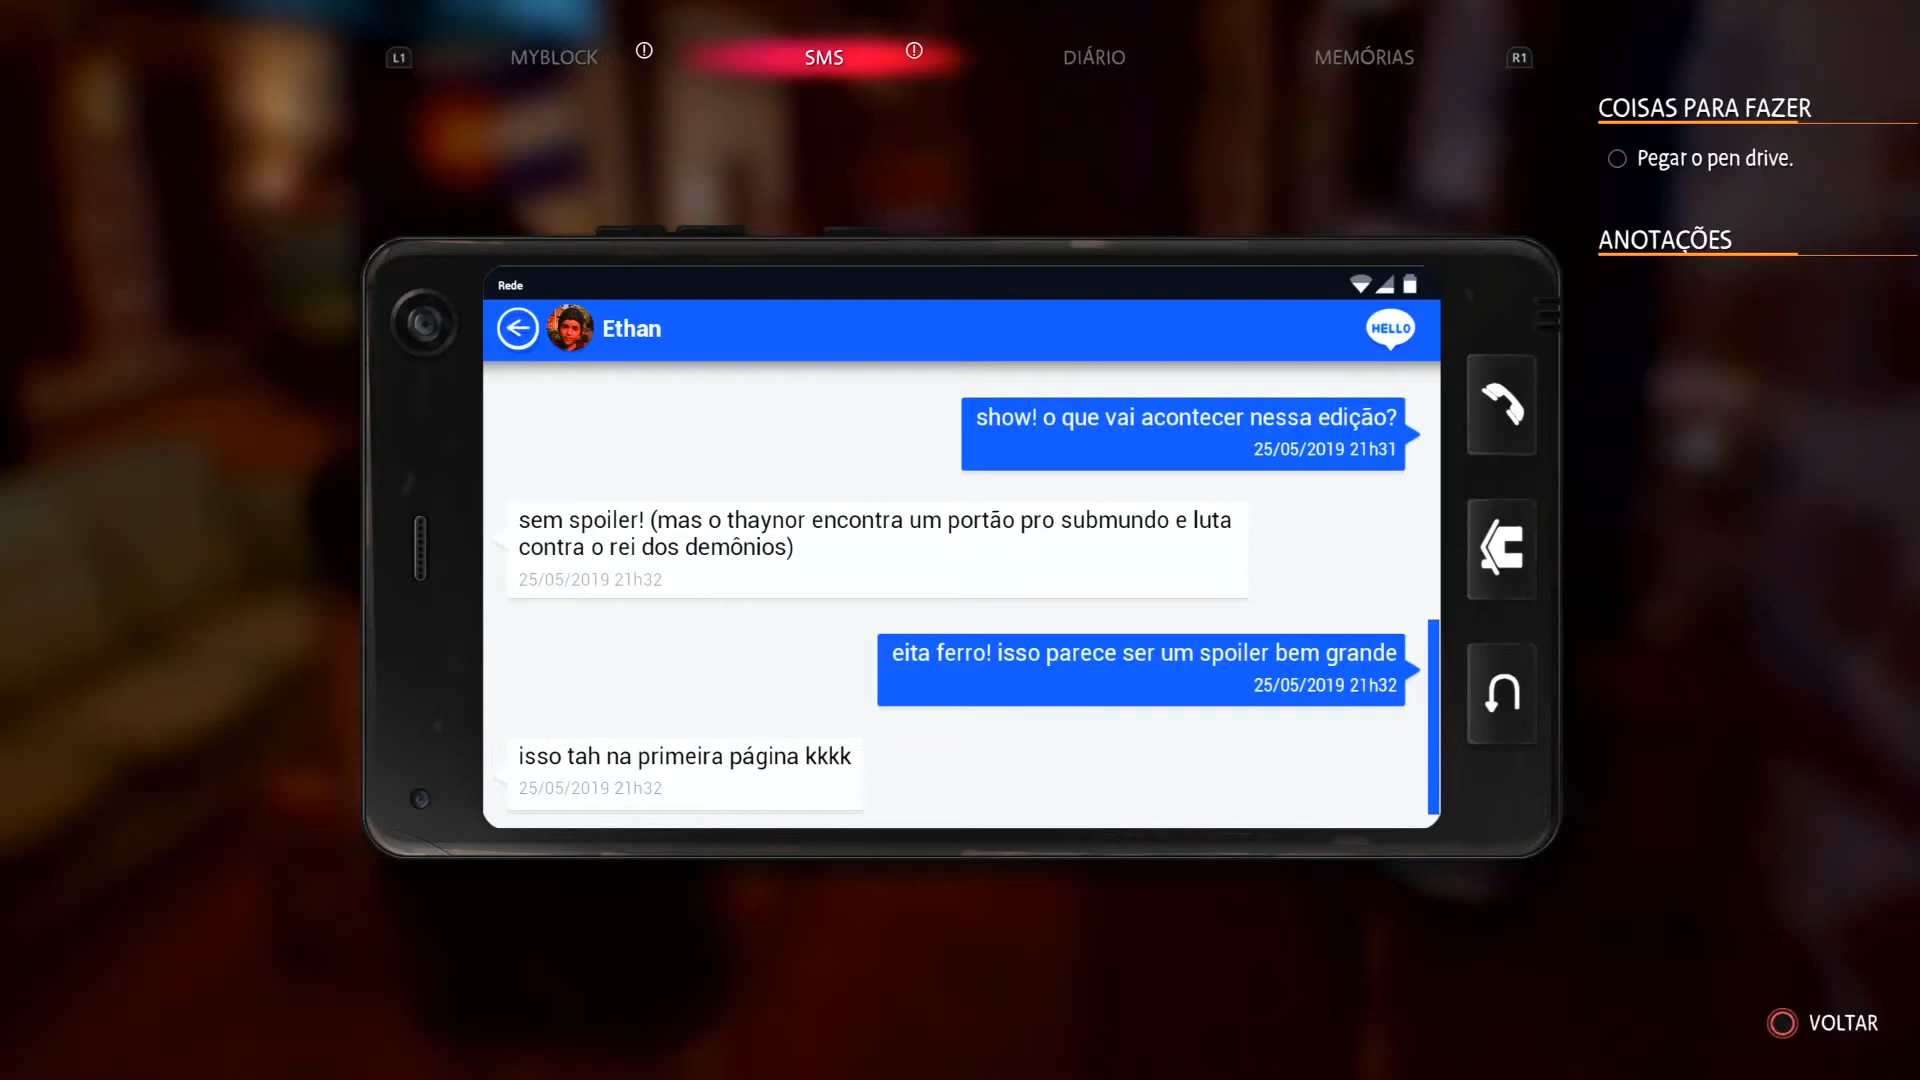 L1
MYBLOCK
SMS
DIÁRIO
MEMÓRIAS
R1
COISAS PARA FAZER
Pegar o pen drive.
ANOTAÇÕES
Rede
Ethan
HELLO
show! o que vai acontecer nessa edição?
25/05/2019 21h31
sem spoiler! (mas o thaynor encontra um portão pro submundo e luta
contra o rei dos demônios)
25/05/2019 21h32
eita ferro! isso parece ser um spoiler bem grande
25/05/2019 21h32
isso tah na primeira página kkkk
25/05/2019 21h32
VOLTAR